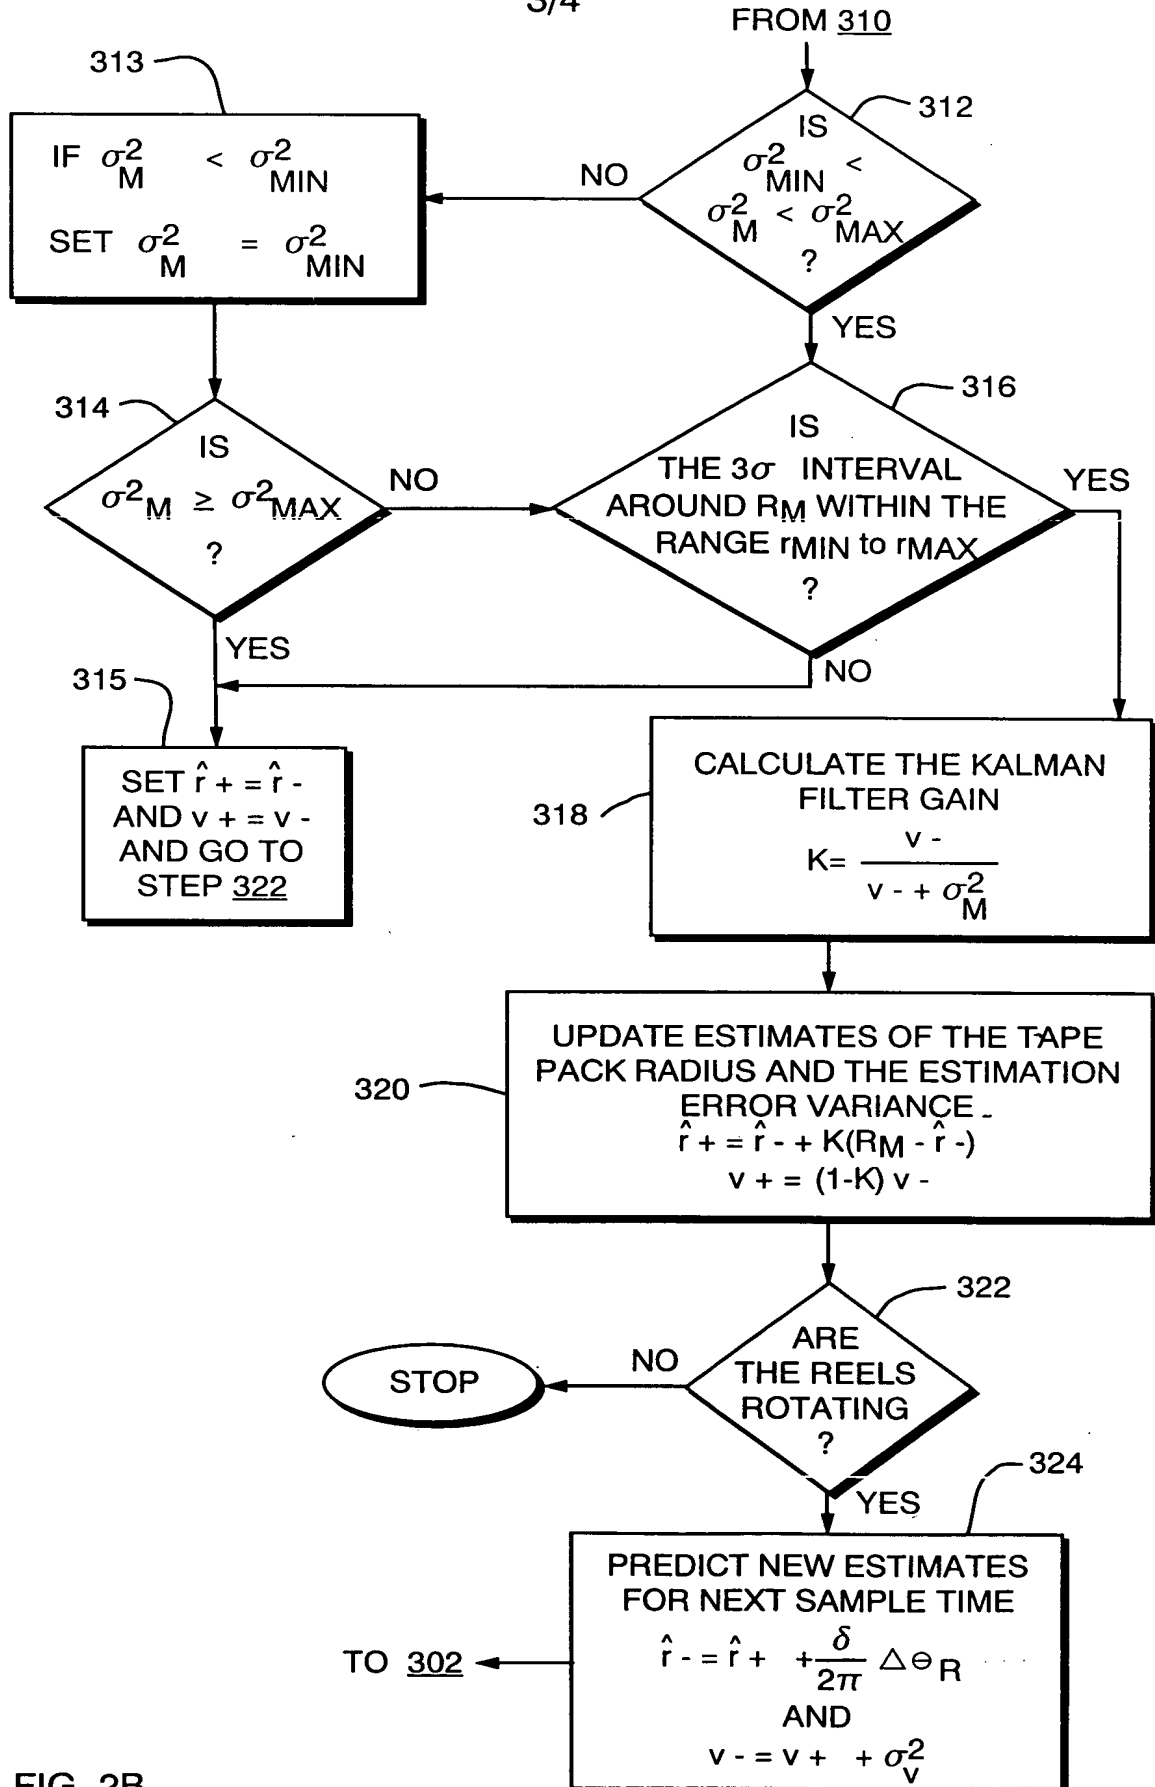 3/4
FROM 310
313
312
IF σ²M < σ²MIN
SET σ²M = σ²MIN
IS
σ²MIN <
σ²M < σ²MAX
?
NO
YES
314
IS
σ²M ≥ σ²MAX
?
NO
YES
316
IS
THE 3σ INTERVAL
AROUND RM WITHIN THE
RANGE rMIN to rMAX
?
YES
NO
315
SET r̂ + = r̂ -
AND v + = v -
AND GO TO
STEP 322
318
CALCULATE THE KALMAN
FILTER GAIN
K= v - / v - + σ²M
320
UPDATE ESTIMATES OF THE TAPE
PACK RADIUS AND THE ESTIMATION
ERROR VARIANCE
r̂ + = r̂ - + K(RM - r̂ -)
v + = (1-K) v -
322
ARE
THE REELS
ROTATING
?
NO
STOP
YES
324
PREDICT NEW ESTIMATES
FOR NEXT SAMPLE TIME
r̂ - = r̂ + + δ/2π △ΘR
AND
v - = v + + σ²v
TO 302
FIG. 2B